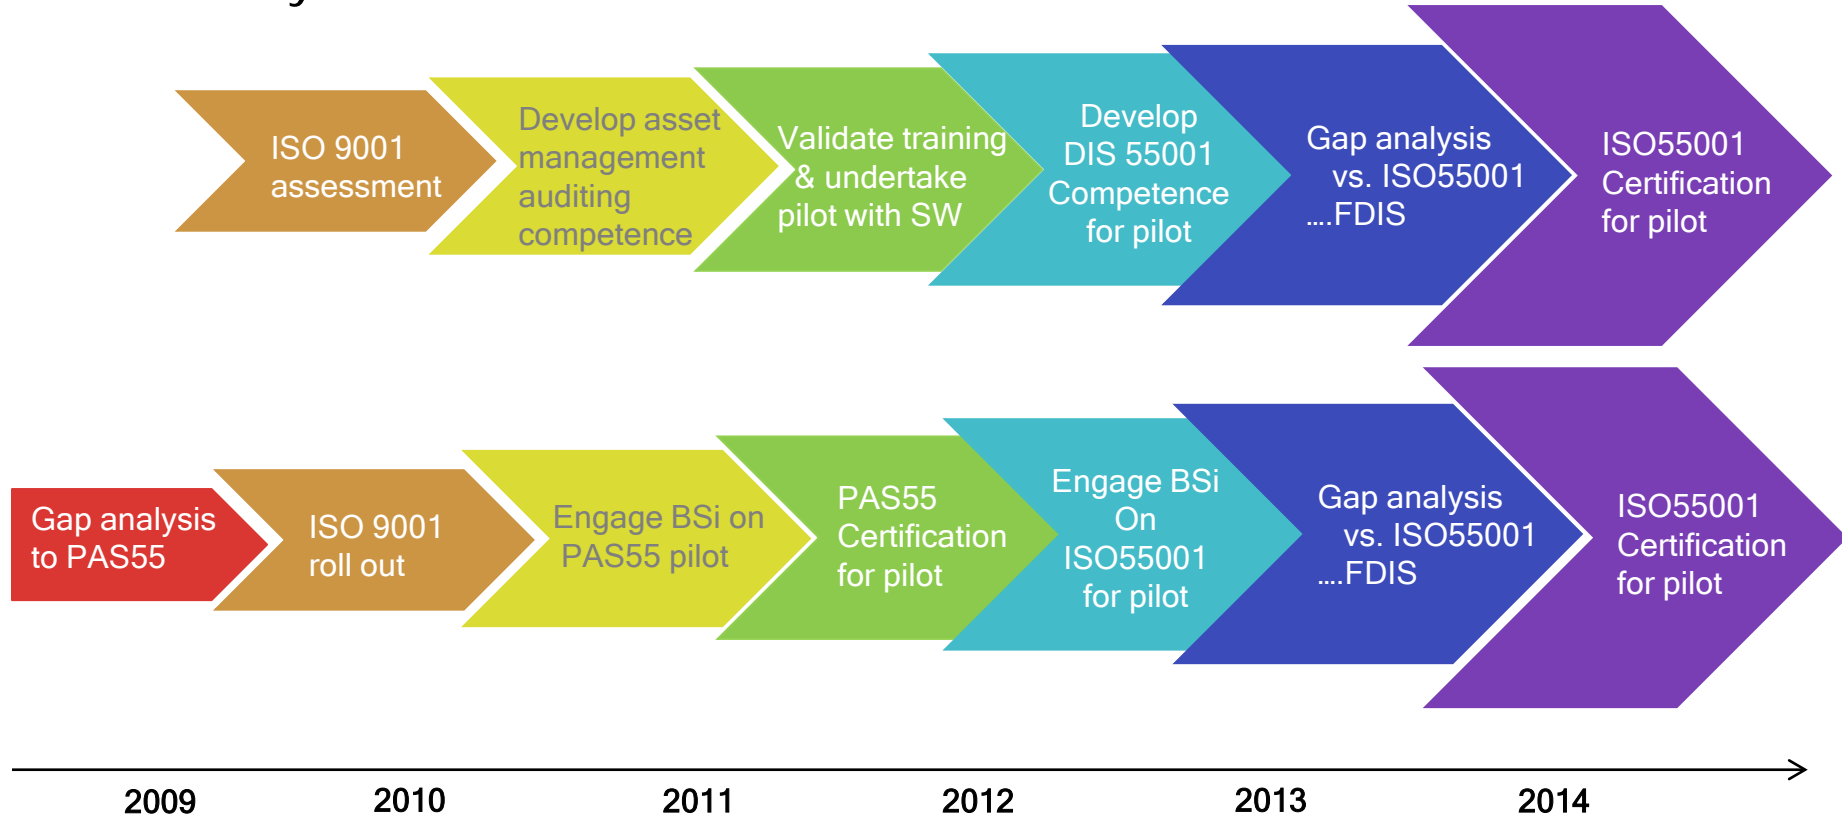 ISO 9001
assessment
Develop asset
management
auditing
competence
Validate training
& undertake
pilot with SW
Develop
DIS 55001
Competence
for pilot
Gap analysis
vs. ISO55001
....FDIS
ISO55001
Certification
for pilot
Gap analysis
to PAS55
ISO 9001
roll out
Engage BSi on
PAS55 pilot
PAS55
Certification
for pilot
Engage BSi
On
ISO55001
for pilot
Gap analysis
vs. ISO55001
....FDIS
ISO55001
Certification
for pilot
2009 2010 2011 2012 2013 2014